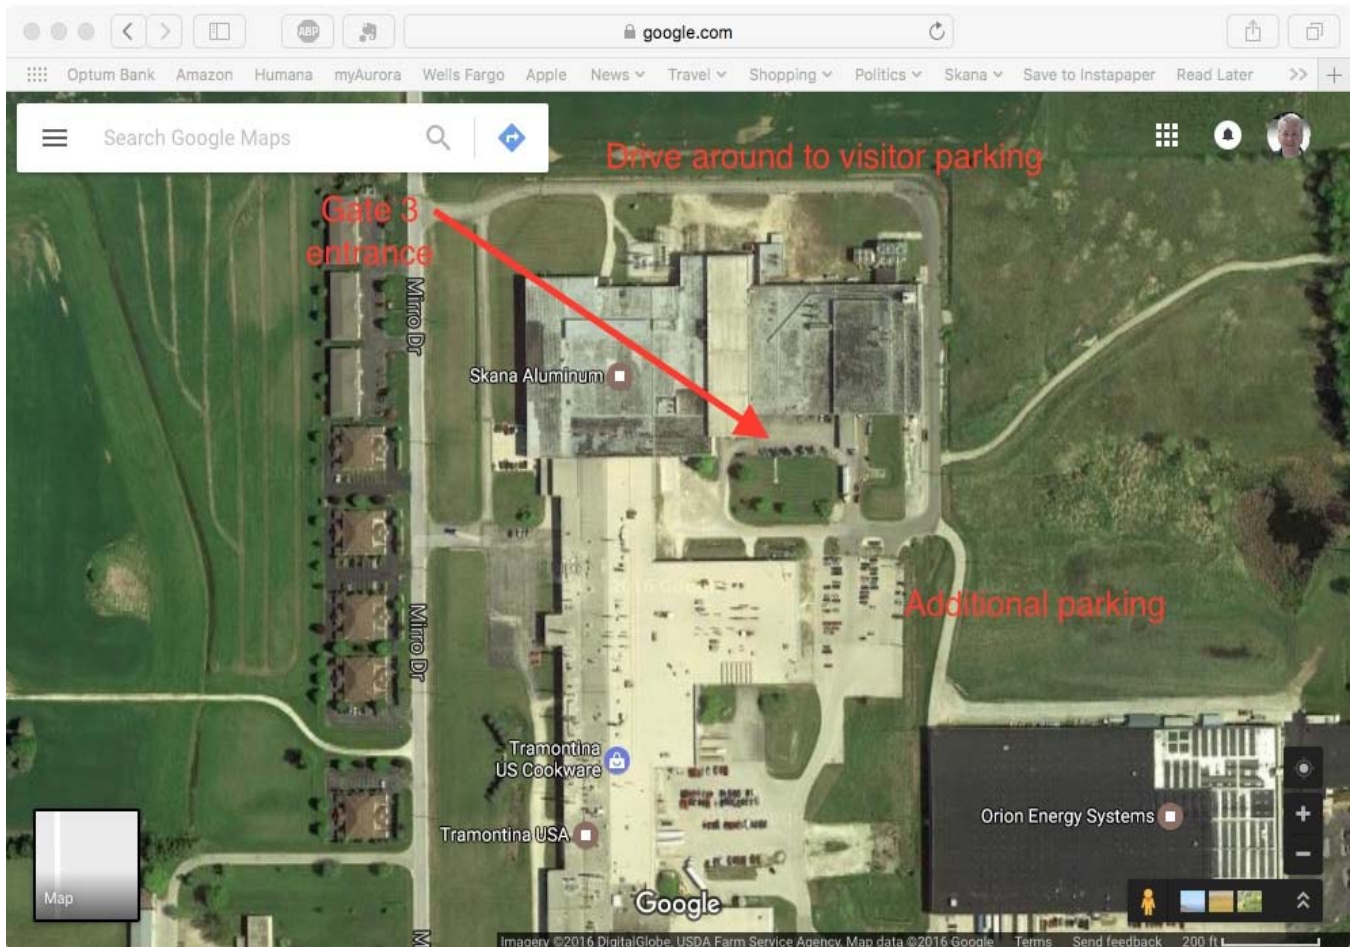 ABP
google.com
Optum Bank Amazon Humana myAurora Wells Fargo Apple News Travel Shopping Politics Skana Save to Instapaper Read Later >> +
Search Google Maps
Drive around to visitor parking
Gate 3
entrance
Mirro Dr
Skana Aluminum
Additional parking
Mirro Dr
Tramontina
US Cookware
Orion Energy Systems
Tramontina USA
Map
Google
M
Imagery ©2016 DigitalGlobe, USDA Farm Service Agency, Map data ©2016 Google Terms Send feedback 200 ft